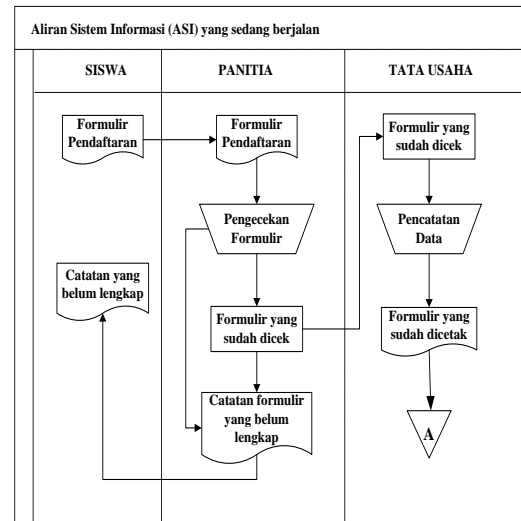 Aliran Sistem Informasi (ASI) yang sedang berjalan
SISWA
PANITIA
TATA USAHA
Formulir
Pendaftaran
Formulir
Pendaftaran
Formulir yang
sudah dicek
Pengecekan
Formulir
Pencatatan
Data
Catatan yang
belum lengkap
Formulir yang
sudah dicek
Formulir yang
sudah dicetak
Catatan formulir
yang belum
lengkap
A